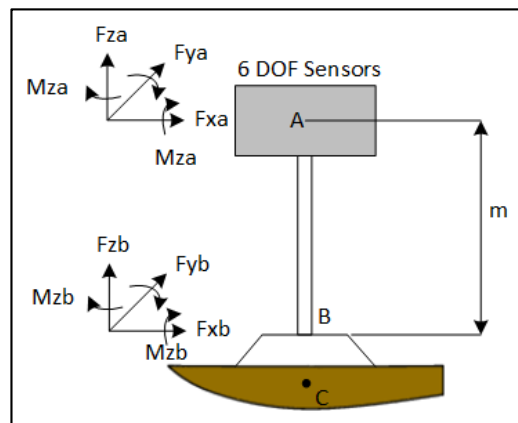 Fza
Fya
6 DOF Sensors
Mza
A
Fxa
Mza
m
Fzb
Fyb
Mzb
B
Fxb
Mzb
C